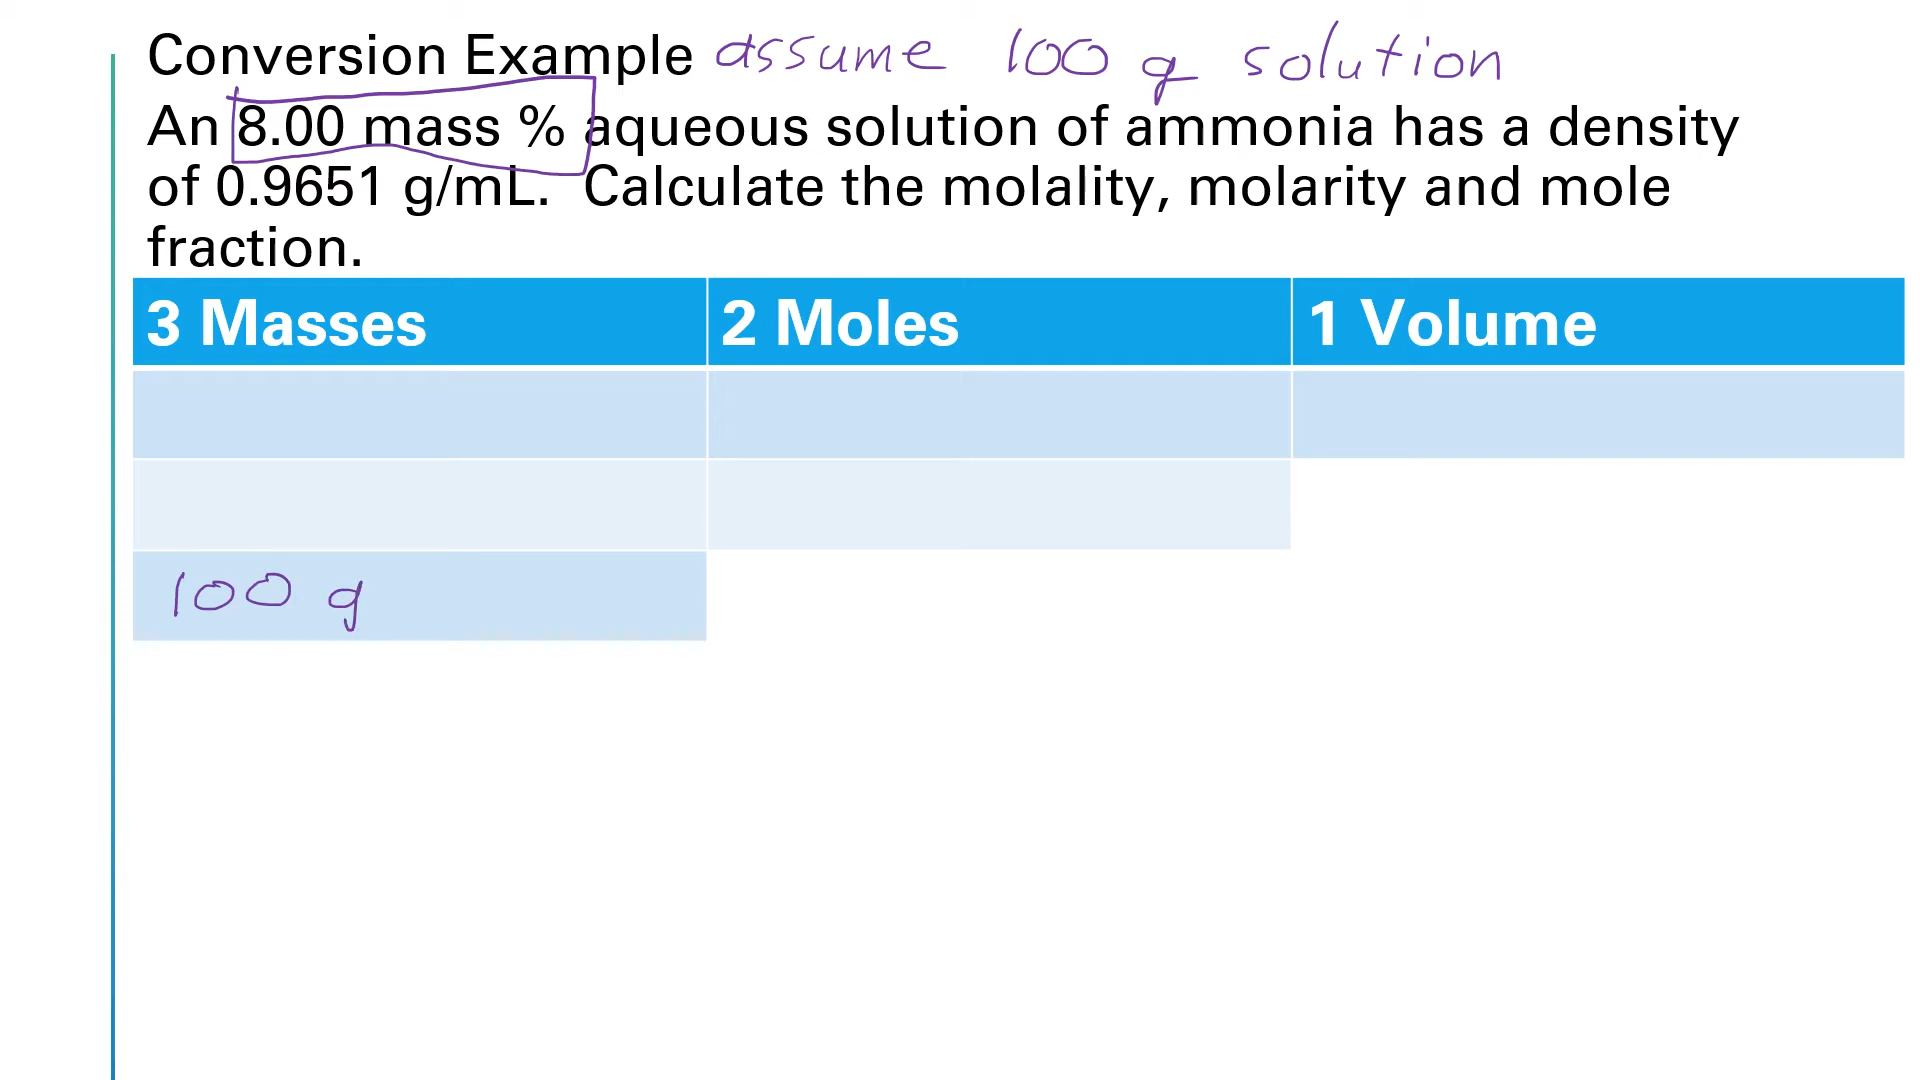 Conversion Example assume 100 g solution
An 8.00 mass % aqueous solution of ammonia has a density
of 0.9651 g/mL. Calculate the molality, molarity and mole
fraction.
3 Masses 2 Moles 1 Volume
100 g